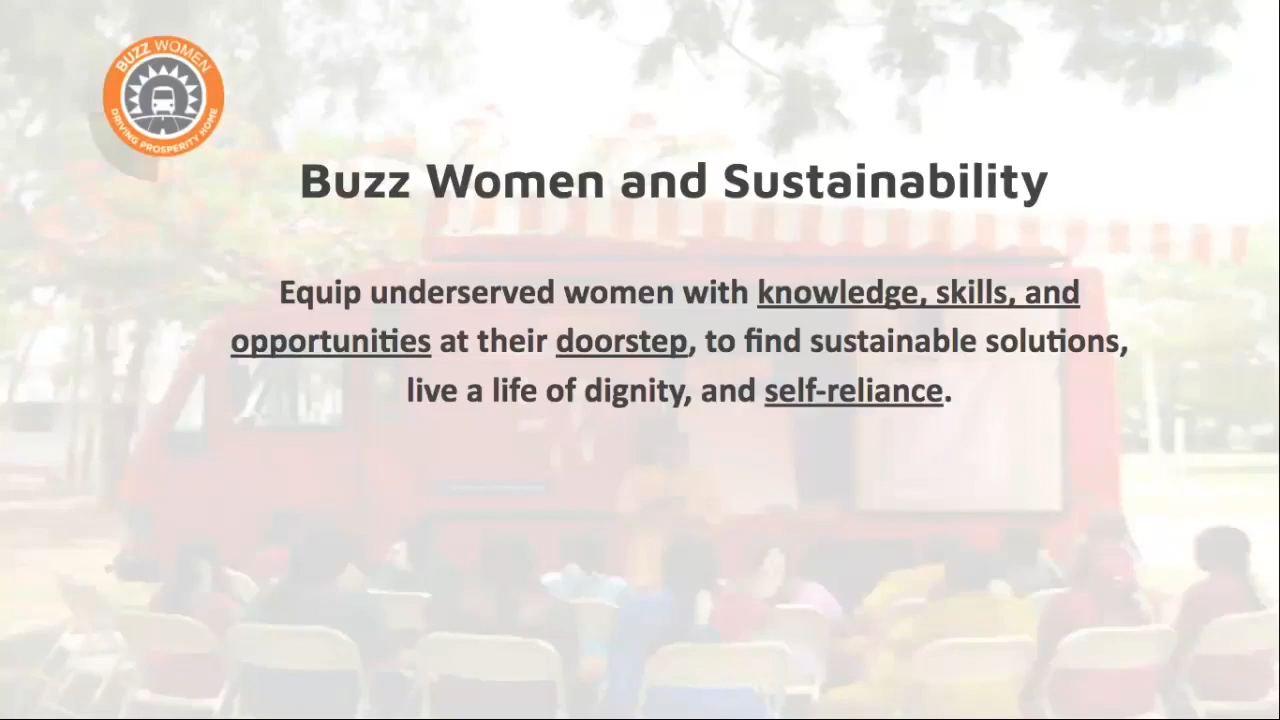 BUZZ WOMEN
DRIVING PROSPERITY HOME
Buzz Women and Sustainability
Equip underserved women with knowledge, skills, and
opportunities at their doorstep, to find sustainable solutions,
live a life of dignity, and self-reliance.